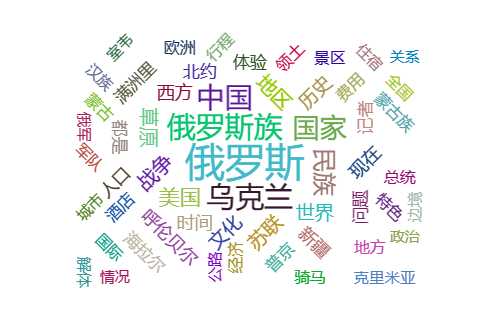 室韦
欧洲
行程
体验
领土
景区
住宿
关系
汉族
满洲里
北约
西方
中国
地区
历史
费用
全国
蒙古
俄军
都是
草原
俄罗斯族
国家
记者
蒙古族
军队
战争
俄罗斯
民族
现在
人口
美国
乌克兰
世界
总统
城市
酒店
呼伦贝尔
时间
文化
苏联
问题
特色
边境
国际
海拉尔
公路
经济
普京
新疆
地方
政治
解体
情况
骑马
克里米亚